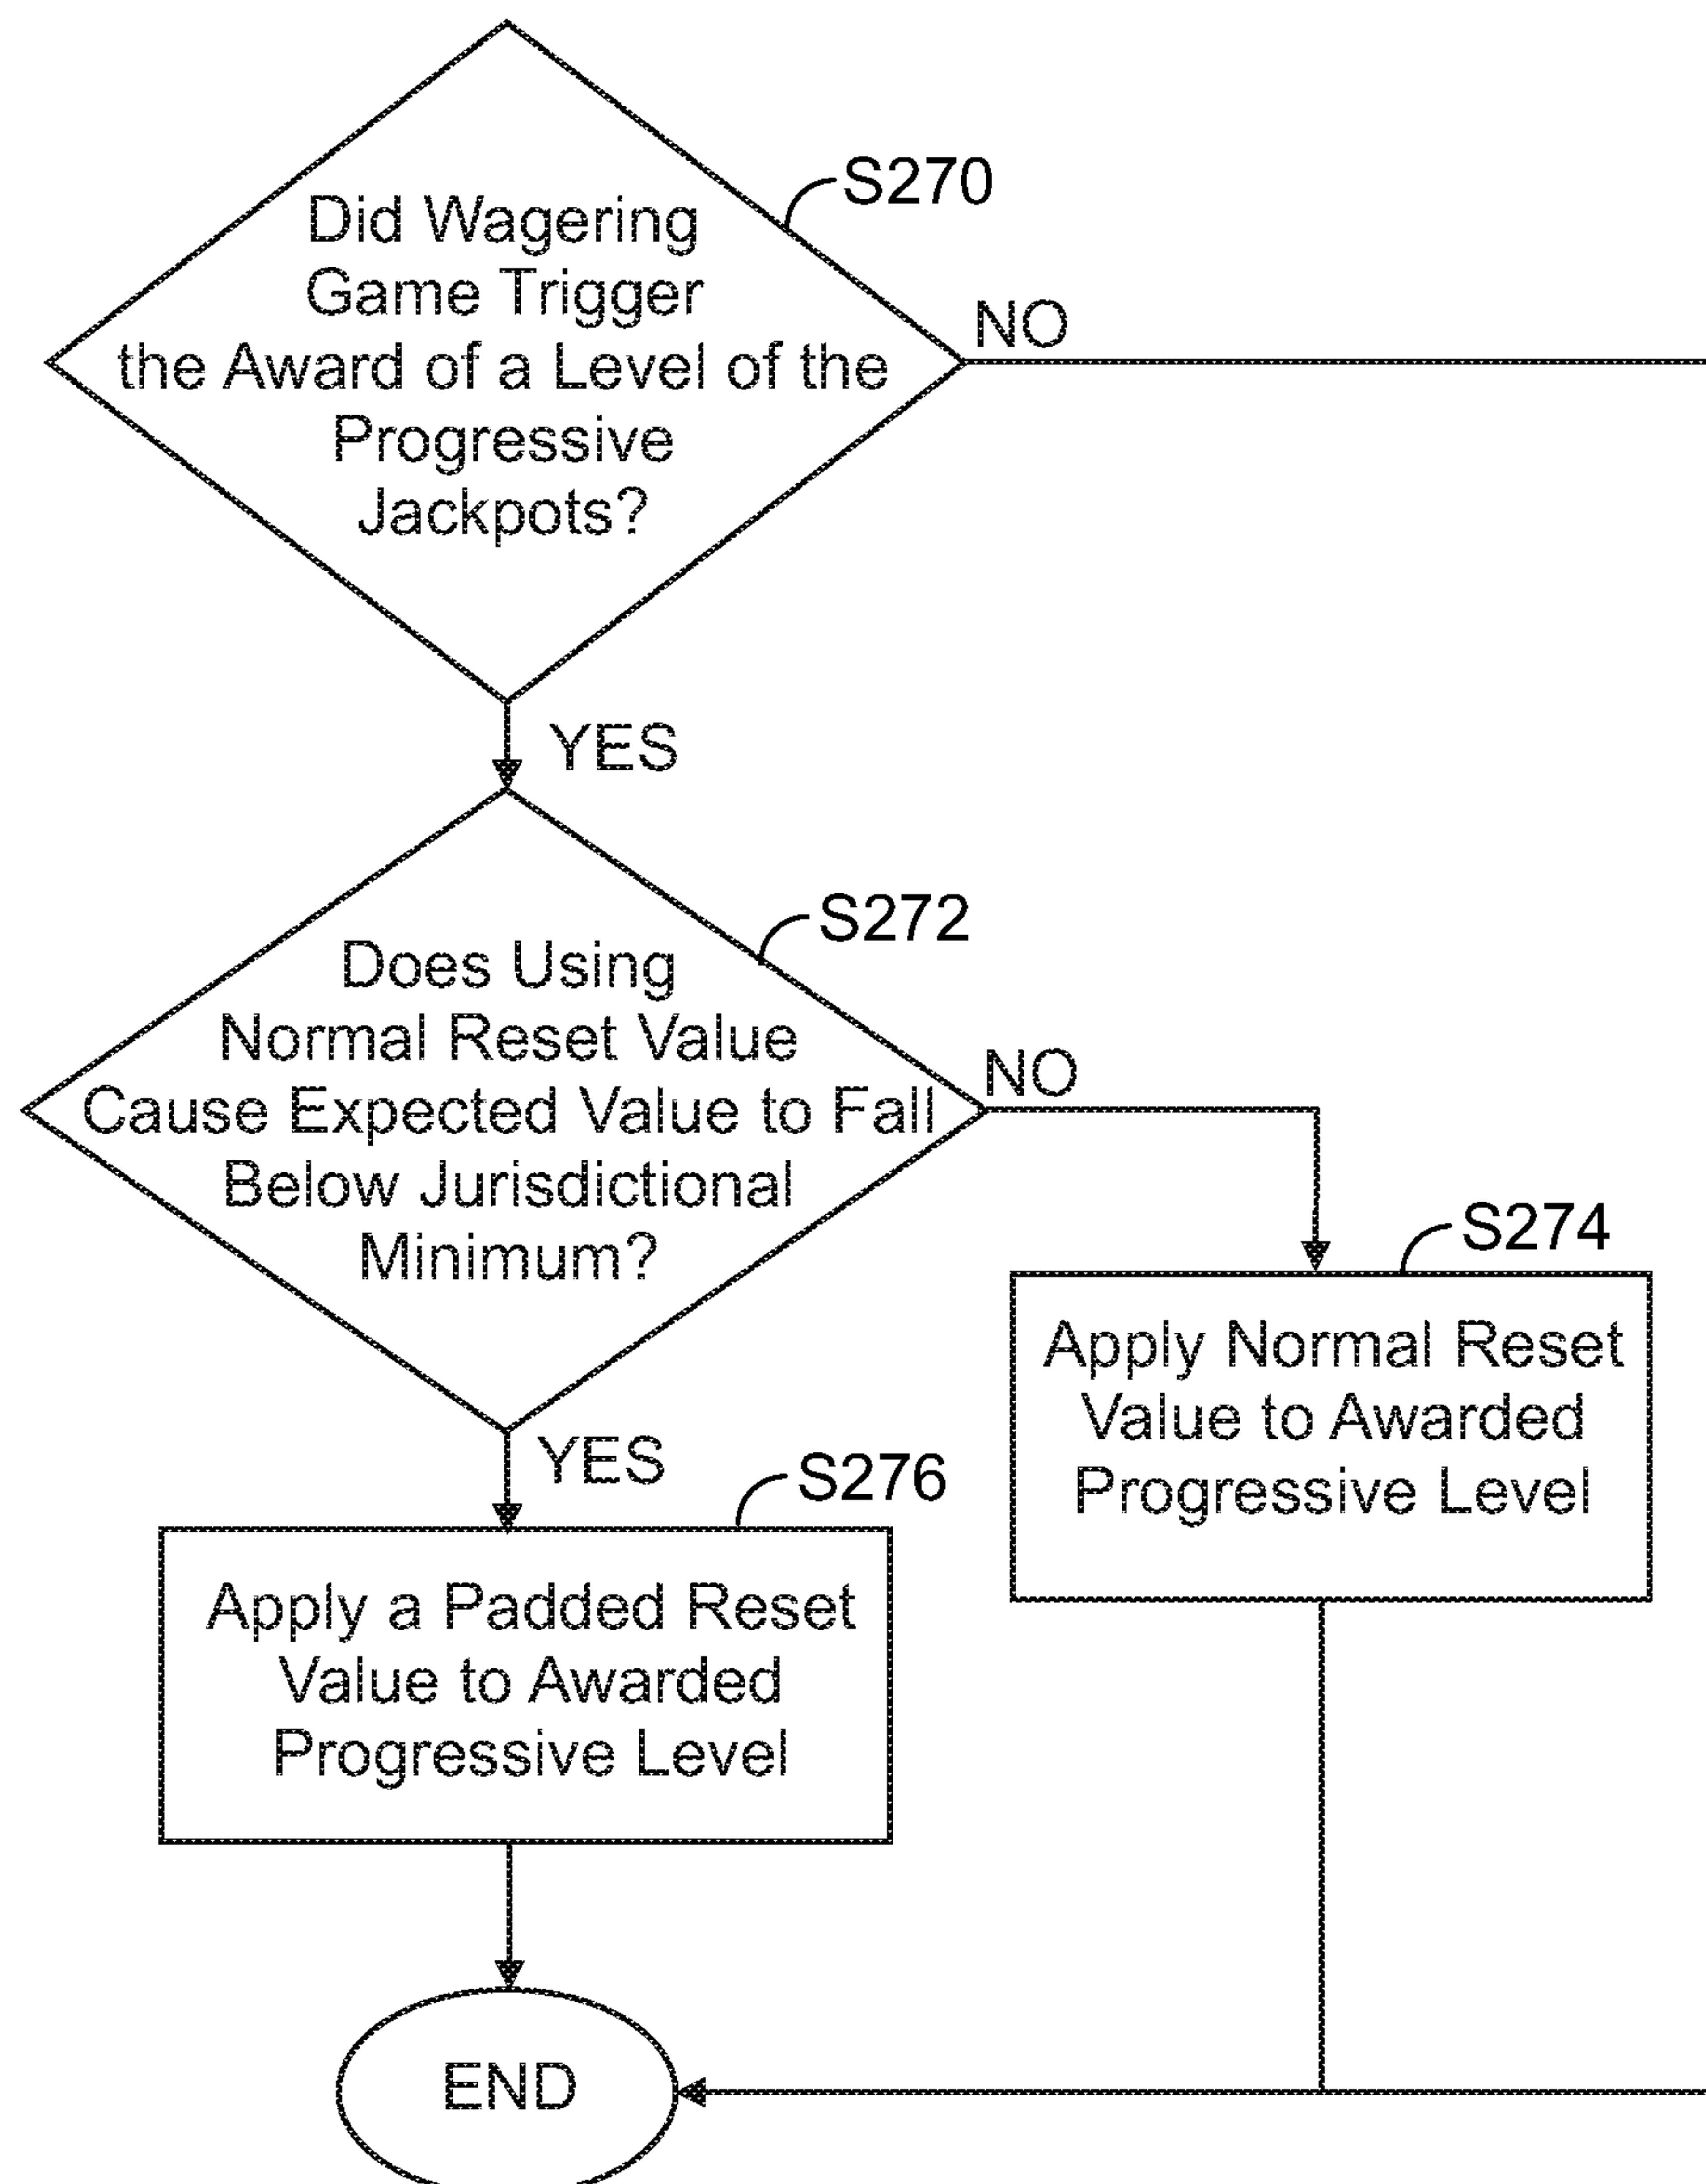 S270
Did Wagering
Game Trigger
the Award of a Level of the
Progressive
Jackpots?
NO
YES
S272
Does Using
Normal Reset Value
Cause Expected Value to Fall
Below Jurisdictional
Minimum?
NO
S274
Apply Normal Reset
Value to Awarded
Progressive Level
YES
S276
Apply a Padded Reset
Value to Awarded
Progressive Level
END